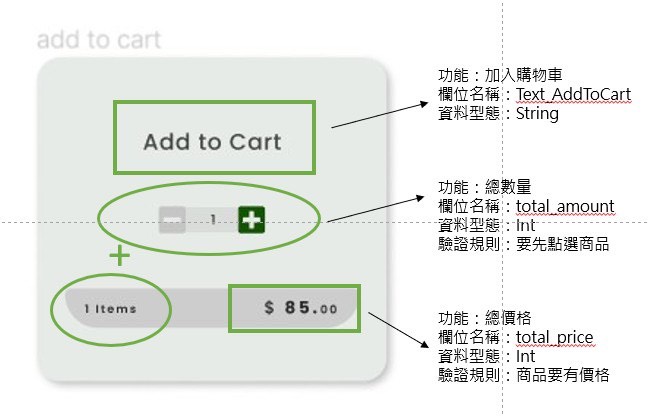 add to cart
Add to Cart
1
1 Items
$ 85.00
功能：加入購物車
欄位名稱：Text_AddToCart
資料型態：String
功能：總數量
欄位名稱：total_amount
資料型態：Int
驗證規則：要先點選商品
功能：總價格
欄位名稱：total_price
資料型態：Int
驗證規則：商品要有價格